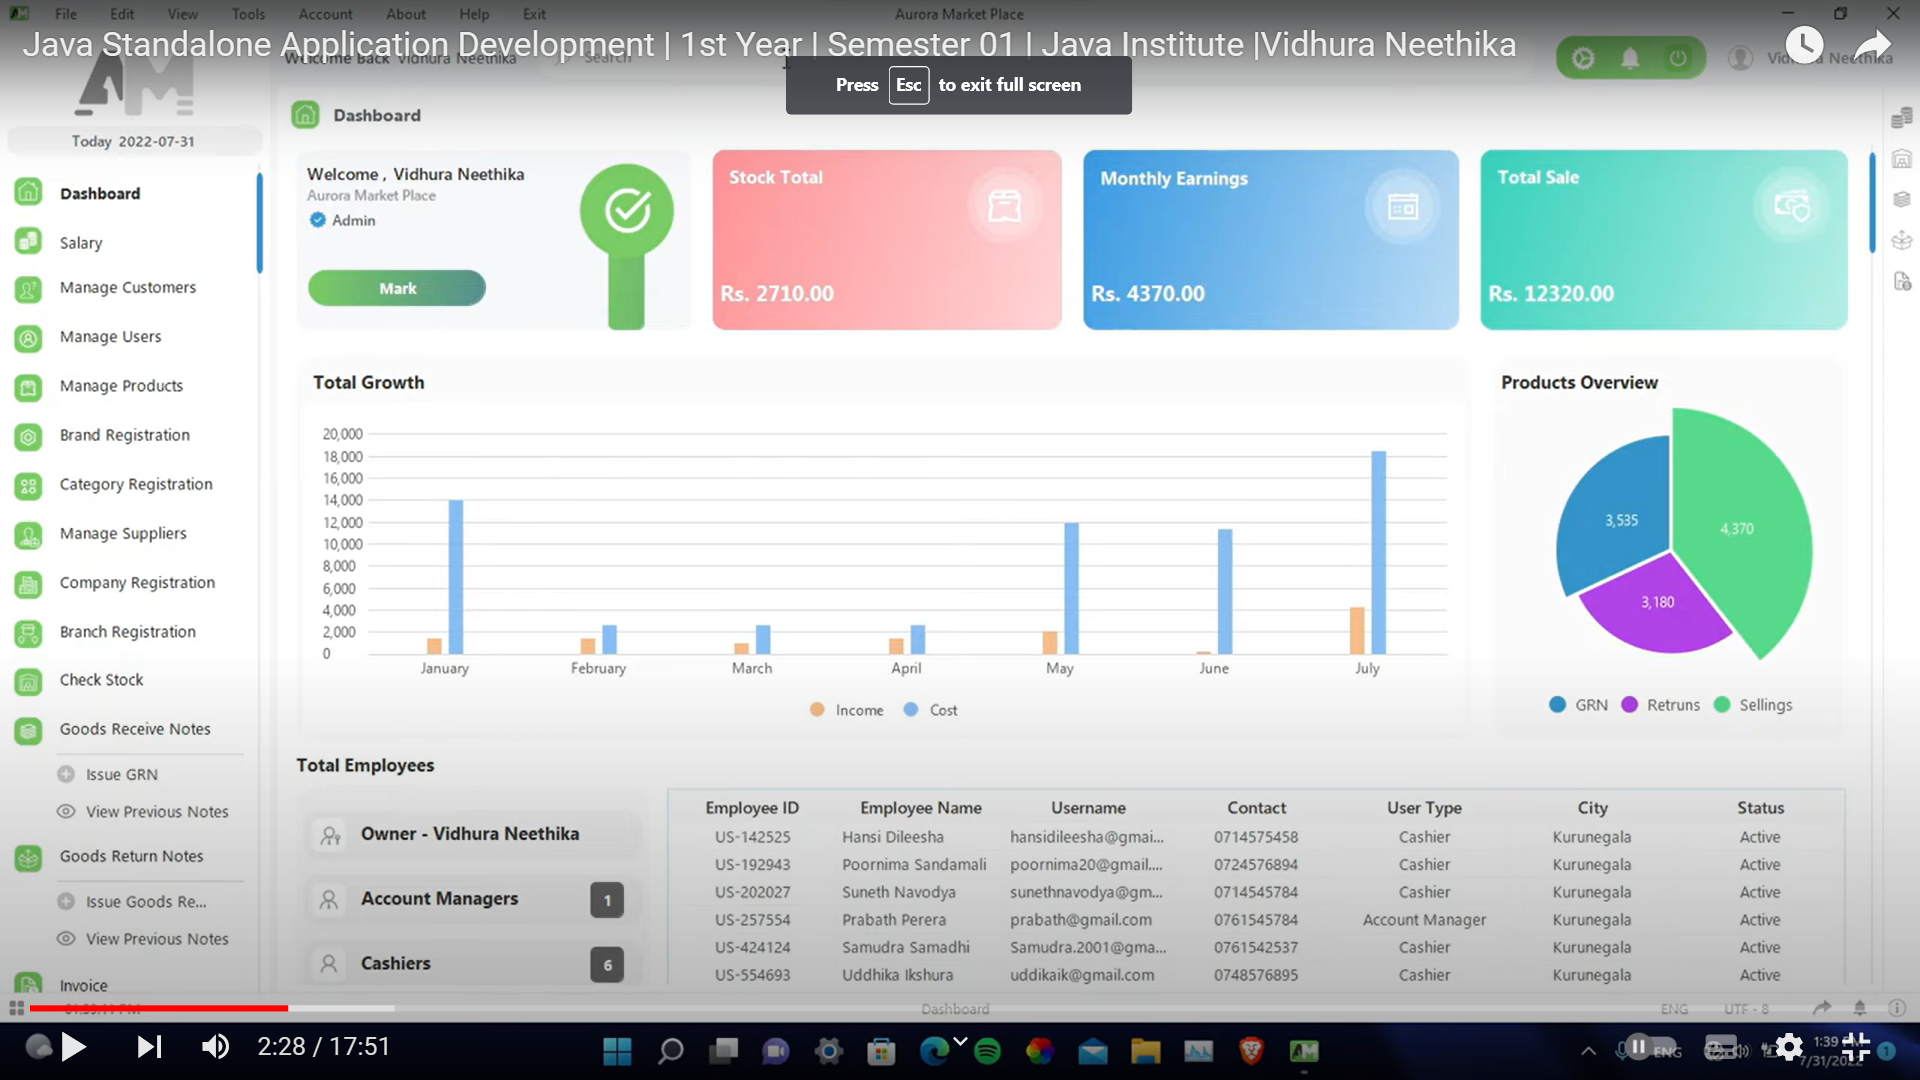 File Edit View Tools Account About Help Exit Aurora Market Place
Java Standalone Application Development | 1st Year | Semester 01 | Java Institute |Vidhura Neethika
Welcome Back Vidhura Neethika Search
Vidhura Neethika
Press Esc to exit full screen
AM
Today 2022-07-31
Dashboard
Salary
Manage Customers
Manage Users
Manage Products
Brand Registration
Category Registration
Manage Suppliers
Company Registration
Branch Registration
Check Stock
Goods Receive Notes
Issue GRN
View Previous Notes
Goods Return Notes
Issue Goods Re...
View Previous Notes
Invoice
Dashboard
Welcome , Vidhura Neethika
Aurora Market Place
Admin
Mark
Stock Total
Rs. 2710.00
Monthly Earnings
Rs. 4370.00
Total Sale
Rs. 12320.00
Total Growth
20,000
18,000
16,000
14,000
12,000
10,000
8,000
6,000
4,000
2,000
0
January February March April May June July
Income Cost
Products Overview
3,535
4,370
3,180
GRN Retruns Sellings
Total Employees
Owner - Vidhura Neethika
Account Managers 1
Cashiers 6
Employee ID Employee Name Username Contact User Type City Status
US-142525 Hansi Dileesha hansidileesha@gmai... 0714575458 Cashier Kurunegala Active
US-192943 Poornima Sandamali poornima20@gmail.... 0724576894 Cashier Kurunegala Active
US-202027 Suneth Navodya sunethnavodya@gm... 0714545784 Cashier Kurunegala Active
US-257554 Prabath Perera prabath@gmail.com 0761545784 Account Manager Kurunegala Active
US-424124 Samudra Samadhi Samudra.2001@gma... 0761542537 Cashier Kurunegala Active
US-554693 Uddhika Ikshura uddikaik@gmail.com 0748576895 Cashier Kurunegala Active
Dashboard ENG UTF - 8
2:28 / 17:51
AM
ENG
1:39 PM
7/31/2022
1